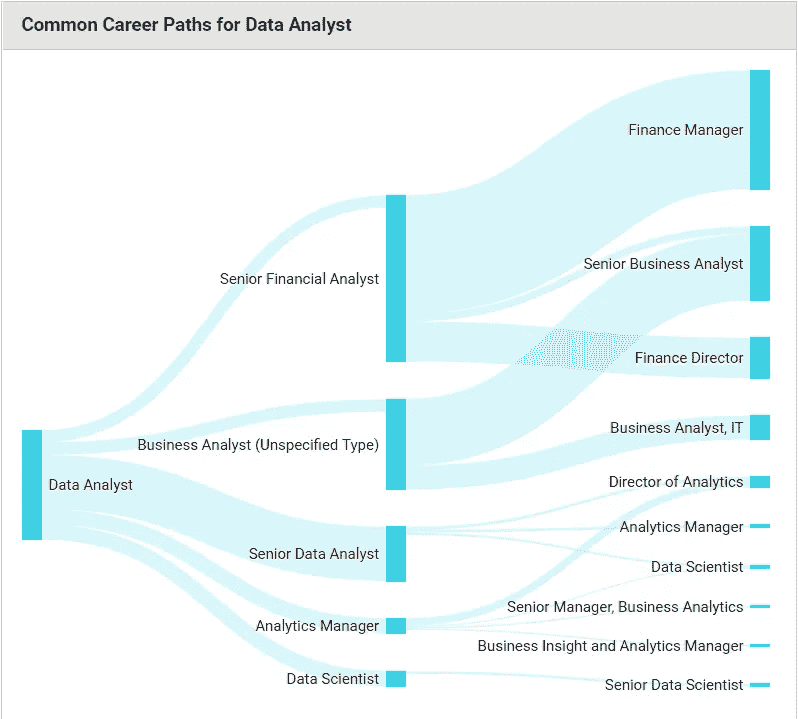 Common Career Paths for Data Analyst
Finance Manager
Senior Business Analyst
Senior Financial Analyst
Finance Director
Business Analyst, IT
Business Analyst (Unspecified Type)
Data Analyst
Director of Analytics
Analytics Manager
Senior Data Analyst
Data Scientist
Senior Manager, Business Analytics
Analytics Manager
Business Insight and Analytics Manager
Data Scientist
Senior Data Scientist